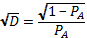 √D = √(1 − P_A) / P_A